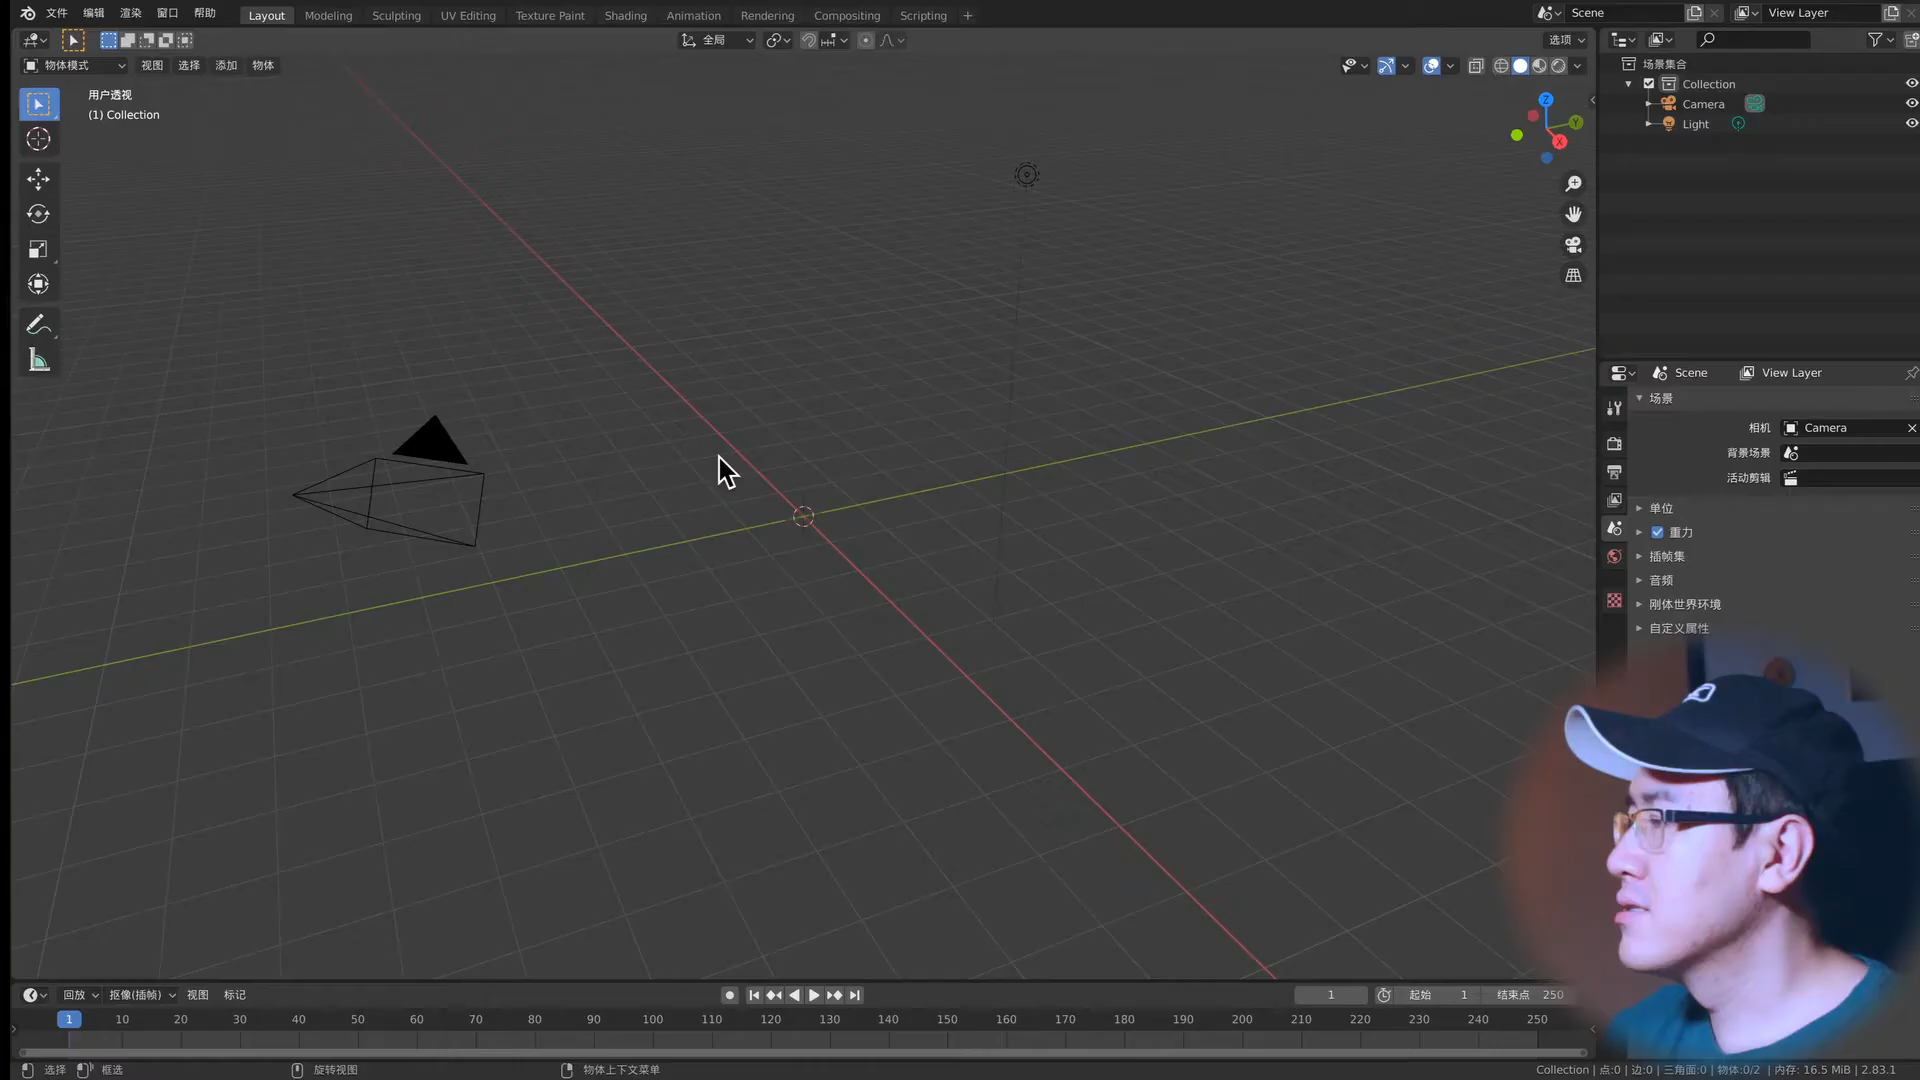 文件 编辑 渲染 窗口 帮助 Layout Modeling Sculpting UV Editing Texture Paint Shading Animation Rendering Compositing Scripting + Scene View Layer
全局 选项
物体模式 视图 选择 添加 物体
场景集合
Collection
Camera
Light
用户透视
(1) Collection
Z
Y
X
Scene View Layer
场景
相机 Camera
背景场景
活动剪辑
单位
重力
插帧集
音频
刚体世界环境
自定义属性
回放 抠像(插帧) 视图 标记 1 起始 1 结束点 250
1 10 20 30 40 50 60 70 80 90 100 110 120 130 140 150 160 170 180 190 200 210 220 230 240 250
选择 框选 旋转视图 物体上下文菜单 Collection | 点:0 | 边:0 | 三角面:0 | 物体:0/2 | 内存: 16.5 MiB | 2.83.1